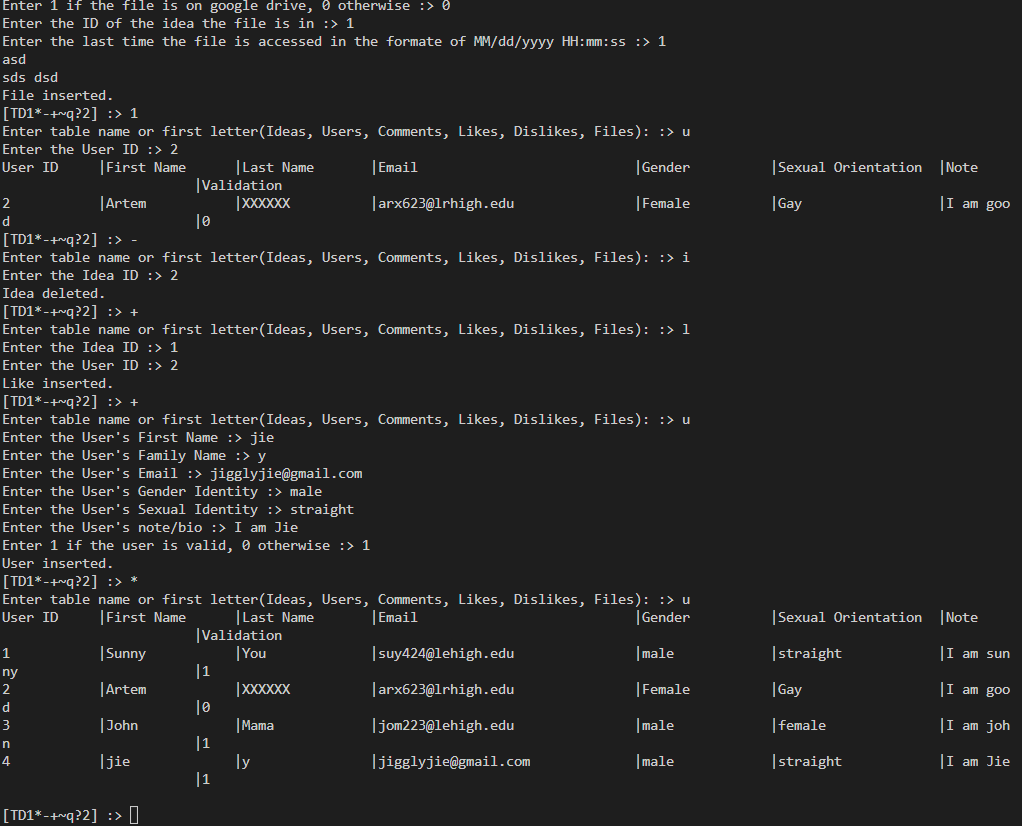 Enter 1 if the file is on google drive, 0 otherwise :> 0
Enter the ID of the idea the file is in :> 1
Enter the last time the file is accessed in the formate of MM/dd/yyyy HH:mm:ss :> 1
asd
sds dsd
File inserted.
[TD1*-+~q?2] :> 1
Enter table name or first letter(Ideas, Users, Comments, Likes, Dislikes, Files): :> u
Enter the User ID :> 2
User ID     |First Name      |Last Name       |Email                           |Gender          |Sexual Orientation  |Note
                        |Validation
2           |Artem           |XXXXXX          |arx623@lrhigh.edu               |Female          |Gay                 |I am goo
d                       |0
[TD1*-+~q?2] :> -
Enter table name or first letter(Ideas, Users, Comments, Likes, Dislikes, Files): :> i
Enter the Idea ID :> 2
Idea deleted.
[TD1*-+~q?2] :> +
Enter table name or first letter(Ideas, Users, Comments, Likes, Dislikes, Files): :> l
Enter the Idea ID :> 1
Enter the User ID :> 2
Like inserted.
[TD1*-+~q?2] :> +
Enter table name or first letter(Ideas, Users, Comments, Likes, Dislikes, Files): :> u
Enter the User's First Name :> jie
Enter the User's Family Name :> y
Enter the User's Email :> jigglyjie@gmail.com
Enter the User's Gender Identity :> male
Enter the User's Sexual Identity :> straight
Enter the User's note/bio :> I am Jie
Enter 1 if the user is valid, 0 otherwise :> 1
User inserted.
[TD1*-+~q?2] :> *
Enter table name or first letter(Ideas, Users, Comments, Likes, Dislikes, Files): :> u
User ID     |First Name      |Last Name       |Email                           |Gender          |Sexual Orientation  |Note
                        |Validation
1           |Sunny           |You             |suy424@lehigh.edu               |male            |straight            |I am sun
ny                      |1
2           |Artem           |XXXXXX          |arx623@lrhigh.edu               |Female          |Gay                 |I am goo
d                       |0
3           |John            |Mama            |jom223@lehigh.edu               |male            |female              |I am joh
n                       |1
4           |jie             |y               |jigglyjie@gmail.com             |male            |straight            |I am Jie
                        |1
[TD1*-+~q?2] :>